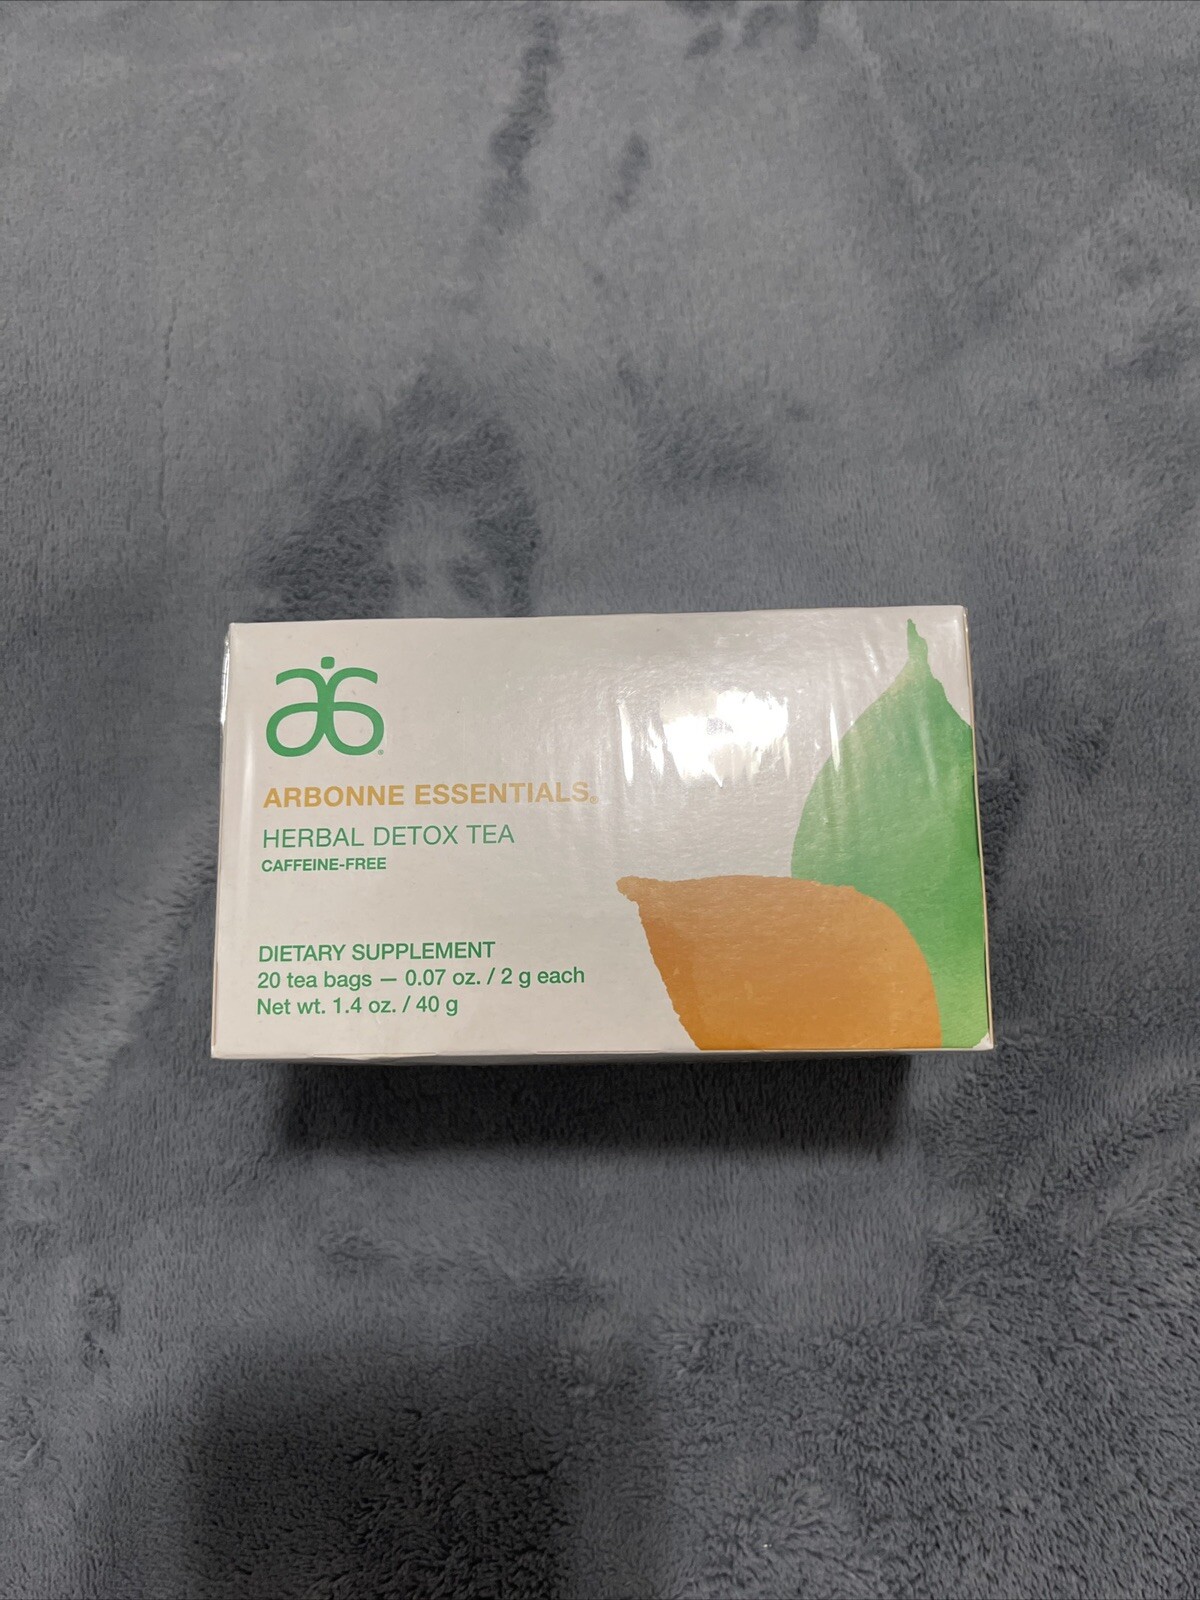 ARBONNE ESSENTIALS®
HERBAL DETOX TEA
CAFFEINE-FREE
DIETARY SUPPLEMENT
20 tea bags — 0.07 oz. / 2 g each
Net wt. 1.4 oz. / 40 g